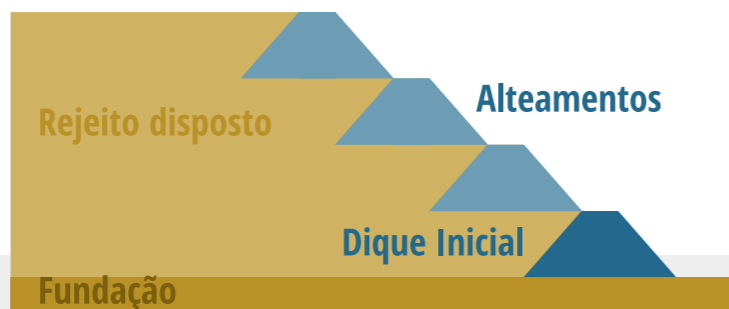 Alteamentos
Rejeito disposto
Dique Inicial
Fundação